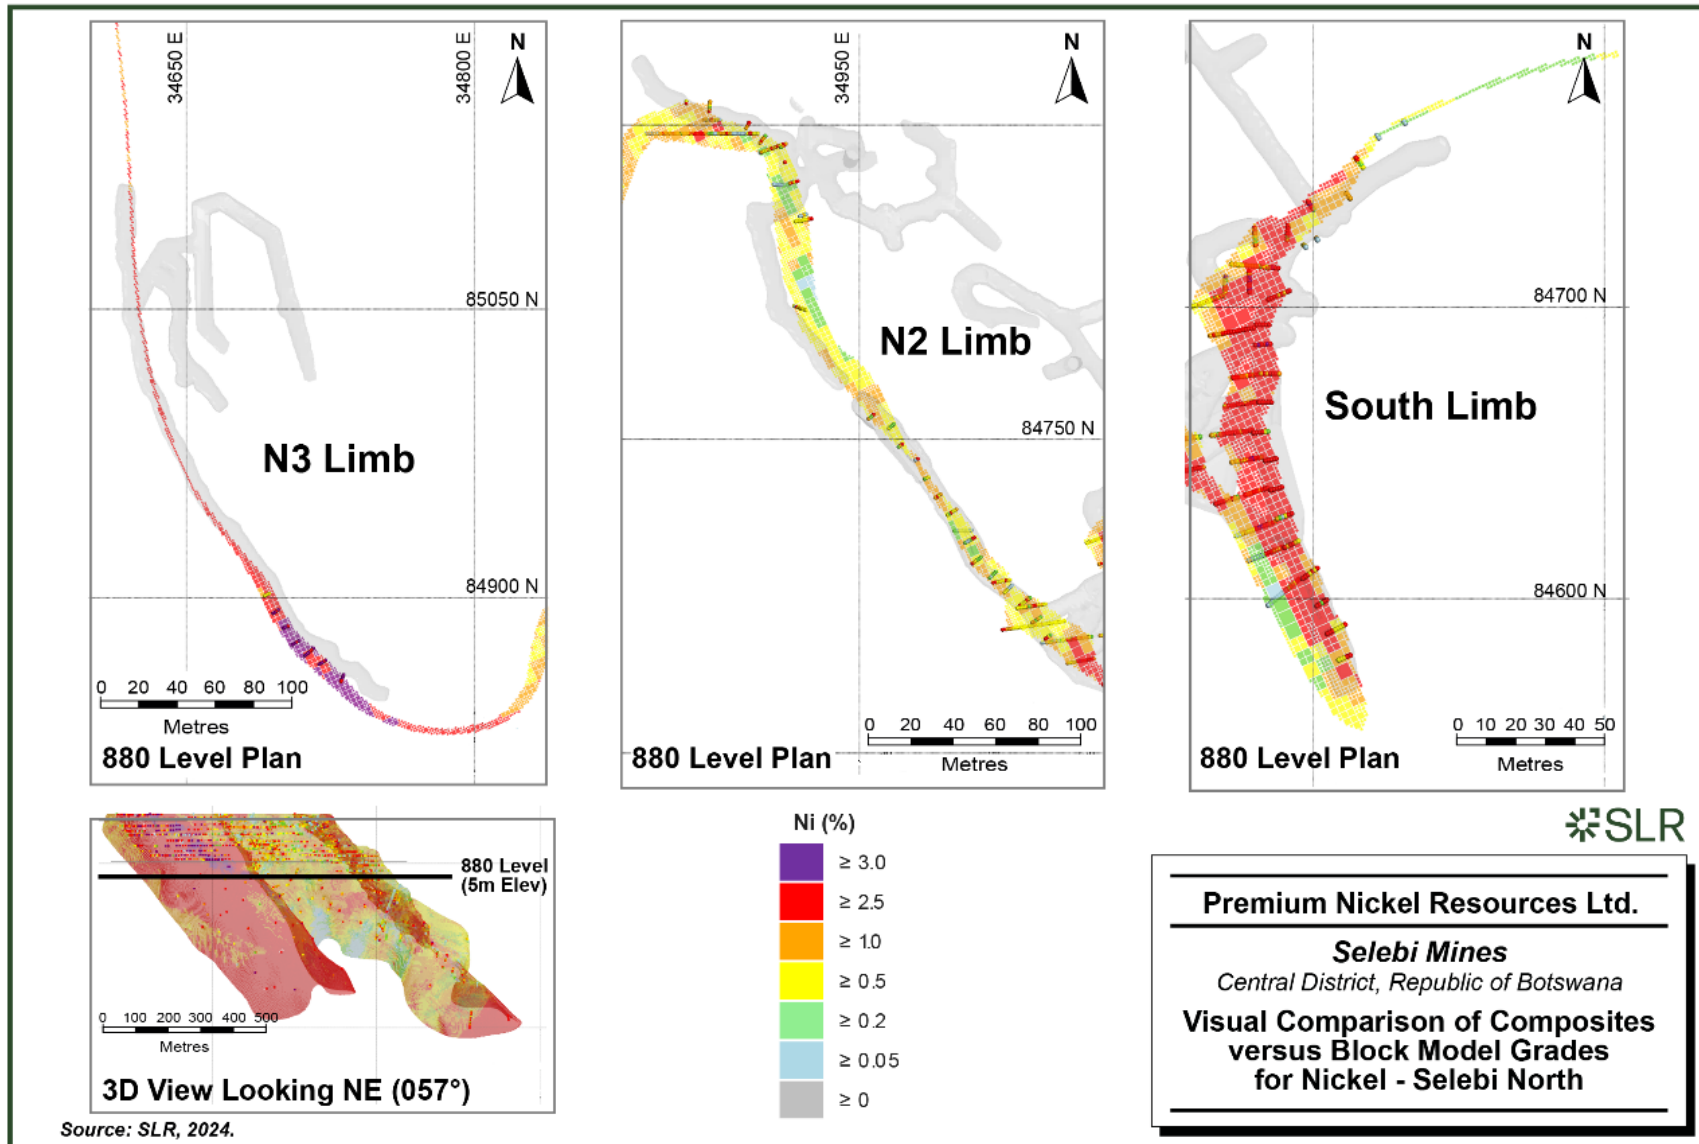 34650 E
34800 E
N
85050 N
N3 Limb
84900 N
0 20 40 60 80 100
Metres
880 Level Plan
34950 E
N
N2 Limb
84750 N
0 20 40 60 80 100
Metres
880 Level Plan
N
84700 N
South Limb
84600 N
0 10 20 30 40 50
Metres
880 Level Plan
880 Level
(5m Elev)
0 100 200 300 400 500
Metres
3D View Looking NE (057°)
Source: SLR, 2024.
Ni (%)
≥ 3.0
≥ 2.5
≥ 1.0
≥ 0.5
≥ 0.2
≥ 0.05
≥ 0
SLR
Premium Nickel Resources Ltd.
Selebi Mines
Central District, Republic of Botswana
Visual Comparison of Composites
versus Block Model Grades
for Nickel - Selebi North